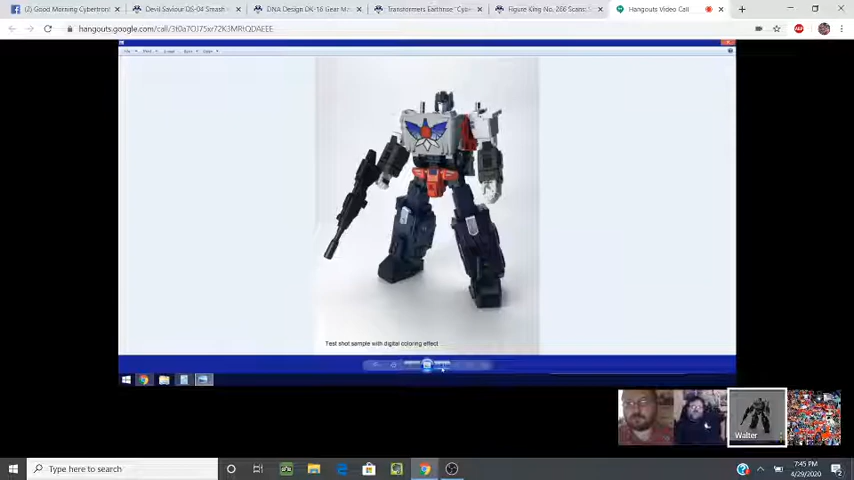 (2) Good Morning Cybertron!
Devil Saviour DS-04 Smash
DNA Design DK-16 Gear M
Transformers Earthrise "Cyb
Figure King No. 266 Scans:
Hangouts Video Call
hangouts.google.com/call/
Test shot sample with digital coloring effect
Walter
Type here to search
7:45 PM
4/29/2020